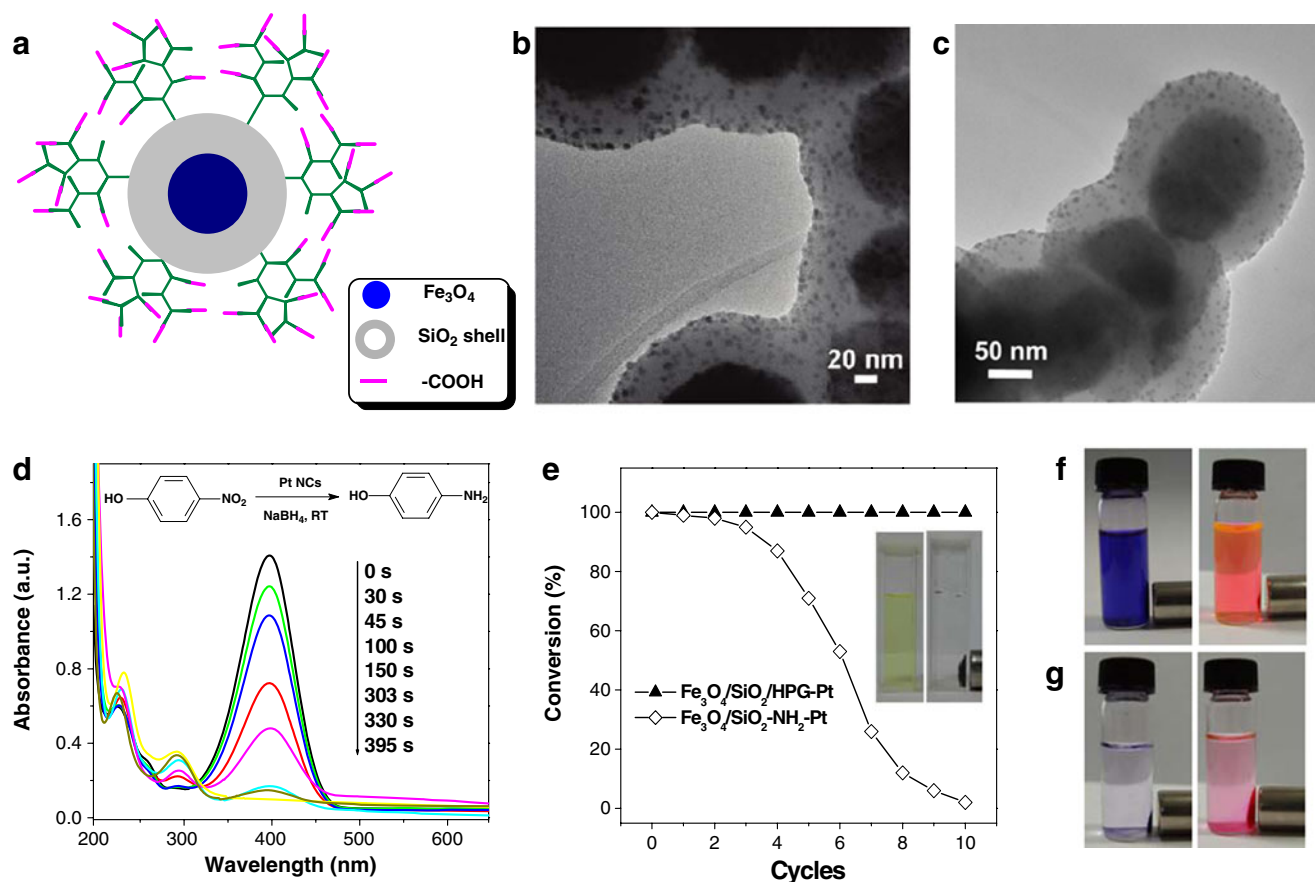 a
Fe₃O₄
SiO₂ shell
-COOH
b
20 nm
c
50 nm
d
HO
NO₂
Pt NCs
NaBH₄, RT
HO
NH₂
0 s
30 s
45 s
100 s
150 s
303 s
330 s
395 s
Absorbance (a.u.)
1.6
1.2
0.8
0.4
0.0
200 300 400 500 600
Wavelength (nm)
e
Conversion (%)
100
80
60
40
20
0
Fe₃O₄/SiO₂/HPG-Pt
Fe₃O₄/SiO₂-NH₂-Pt
0 2 4 6 8 10
Cycles
f
g